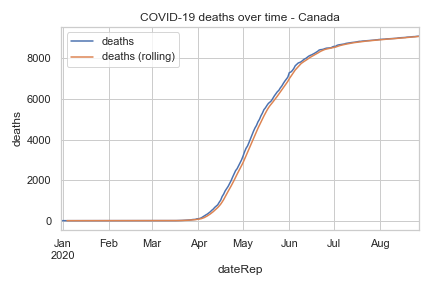 COVID-19 deaths over time - Canada
deaths
deaths (rolling)
deaths
8000
6000
4000
2000
0
Jan Feb Mar Apr May Jun Jul Aug
2020
dateRep